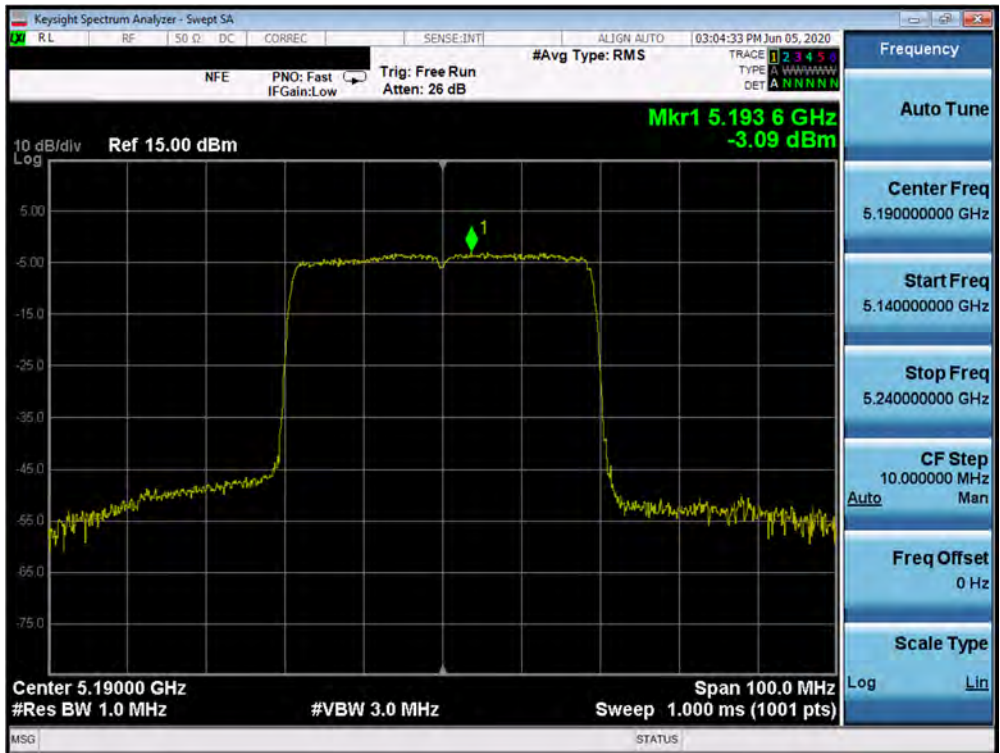 Keysight Spectrum Analyzer - Swept SA
LXI RL RF 50 Ω DC CORREC SENSE:INT ALIGN AUTO 03:04:33 PM Jun 05, 2020
#Avg Type: RMS
TRACE 1 2 3 4 5 6
TYPE A WWWWW
DET A N N N N N
NFE PNO: Fast Trig: Free Run
IFGain:Low Atten: 26 dB
Mkr1 5.193 6 GHz
-3.09 dBm
10 dB/div Ref 15.00 dBm
Log
1
5.00
-5.00
-15.0
-25.0
-35.0
-45.0
-55.0
-65.0
-75.0
Center 5.19000 GHz Span 100.0 MHz
#Res BW 1.0 MHz #VBW 3.0 MHz Sweep 1.000 ms (1001 pts)
MSG STATUS
Frequency
Auto Tune
Center Freq
5.190000000 GHz
Start Freq
5.140000000 GHz
Stop Freq
5.240000000 GHz
CF Step
10.000000 MHz
Auto Man
Freq Offset
0 Hz
Scale Type
Log Lin